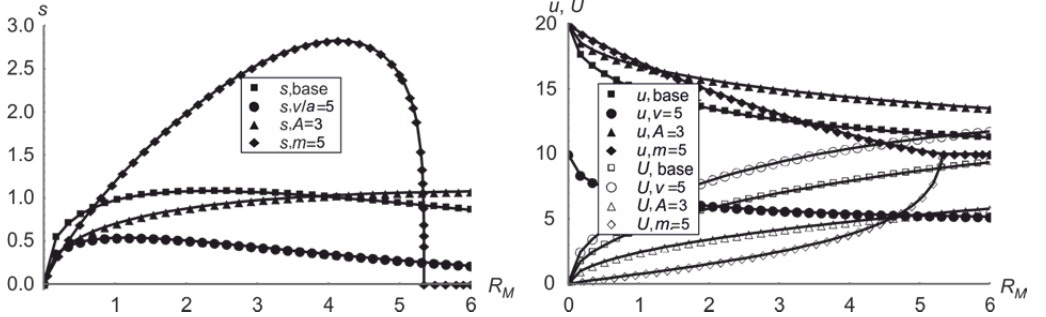 s
3.0
2.5
2.0
1.5
1.0
0.5
0.0
s,base
s,v/a=5
s,A=3
s,m=5
1 2 3 4 5 6
R_M
u, U
20
15
10
5
0
u,base
u,v=5
u,A=3
u,m=5
U,base
U,v=5
U,A=3
U,m=5
0 1 2 3 4 5 6
R_M